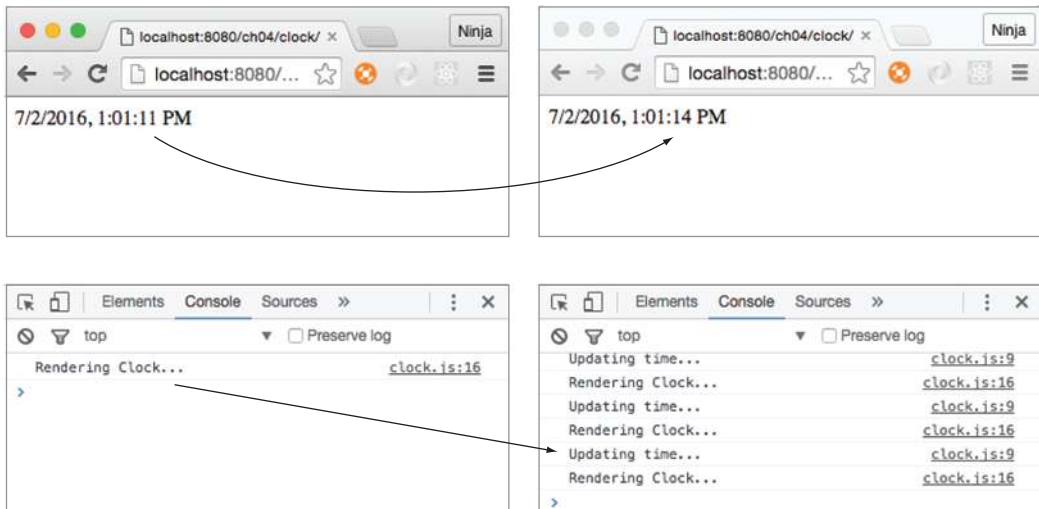 localhost:8080/ch04/clock/ ×
Ninja
localhost:8080/...
7/2/2016, 1:01:11 PM
localhost:8080/ch04/clock/ ×
Ninja
localhost:8080/...
7/2/2016, 1:01:14 PM
Elements Console Sources »
top Preserve log
Rendering Clock... clock.js:16
>
Elements Console Sources »
top Preserve log
Updating time... clock.js:9
Rendering Clock... clock.js:16
Updating time... clock.js:9
Rendering Clock... clock.js:16
Updating time... clock.js:9
Rendering Clock... clock.js:16
>